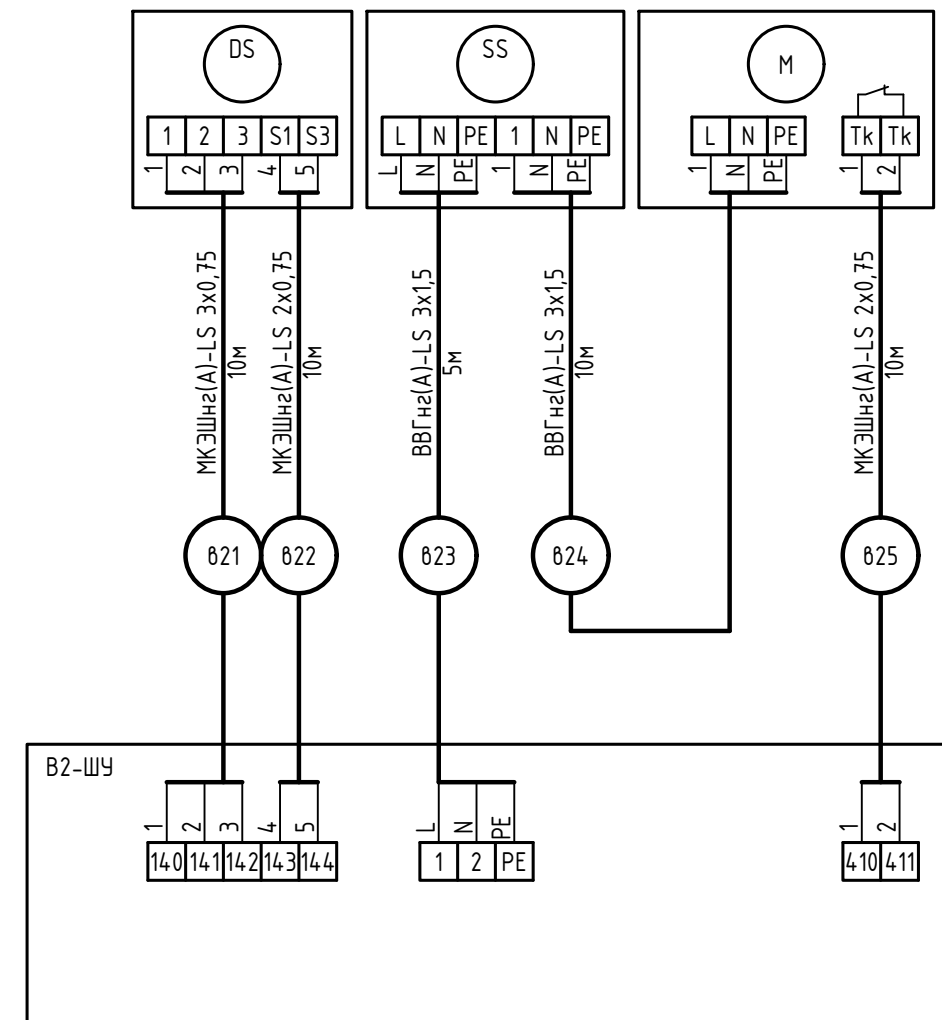 DS
SS
M
1 2 3 S1 S3
L N PE 1 N PE
L N PE
Tk Tk
1 2 3 4 5
L N PE 1 N PE
1 N PE
1 2
МКЭШнг(А)-LS 3х0,75
10м
МКЭШнг(А)-LS 2х0,75
10м
ВВГнг(А)-LS 3х1,5
5м
ВВГнг(А)-LS 3х1,5
10м
МКЭШнг(А)-LS 2х0,75
10м
в21
в22
в23
в24
в25
В2-ШУ
1 2 3 4 5
L N PE
1 2
140 141 142 143 144
1 2 PE
410 411